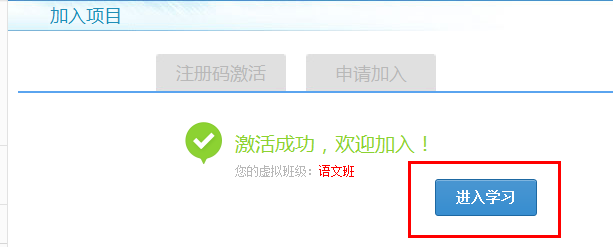 加入项目
注册码激活 申请加入
激活成功，欢迎加入！
您的虚拟班级：语文班
进入学习